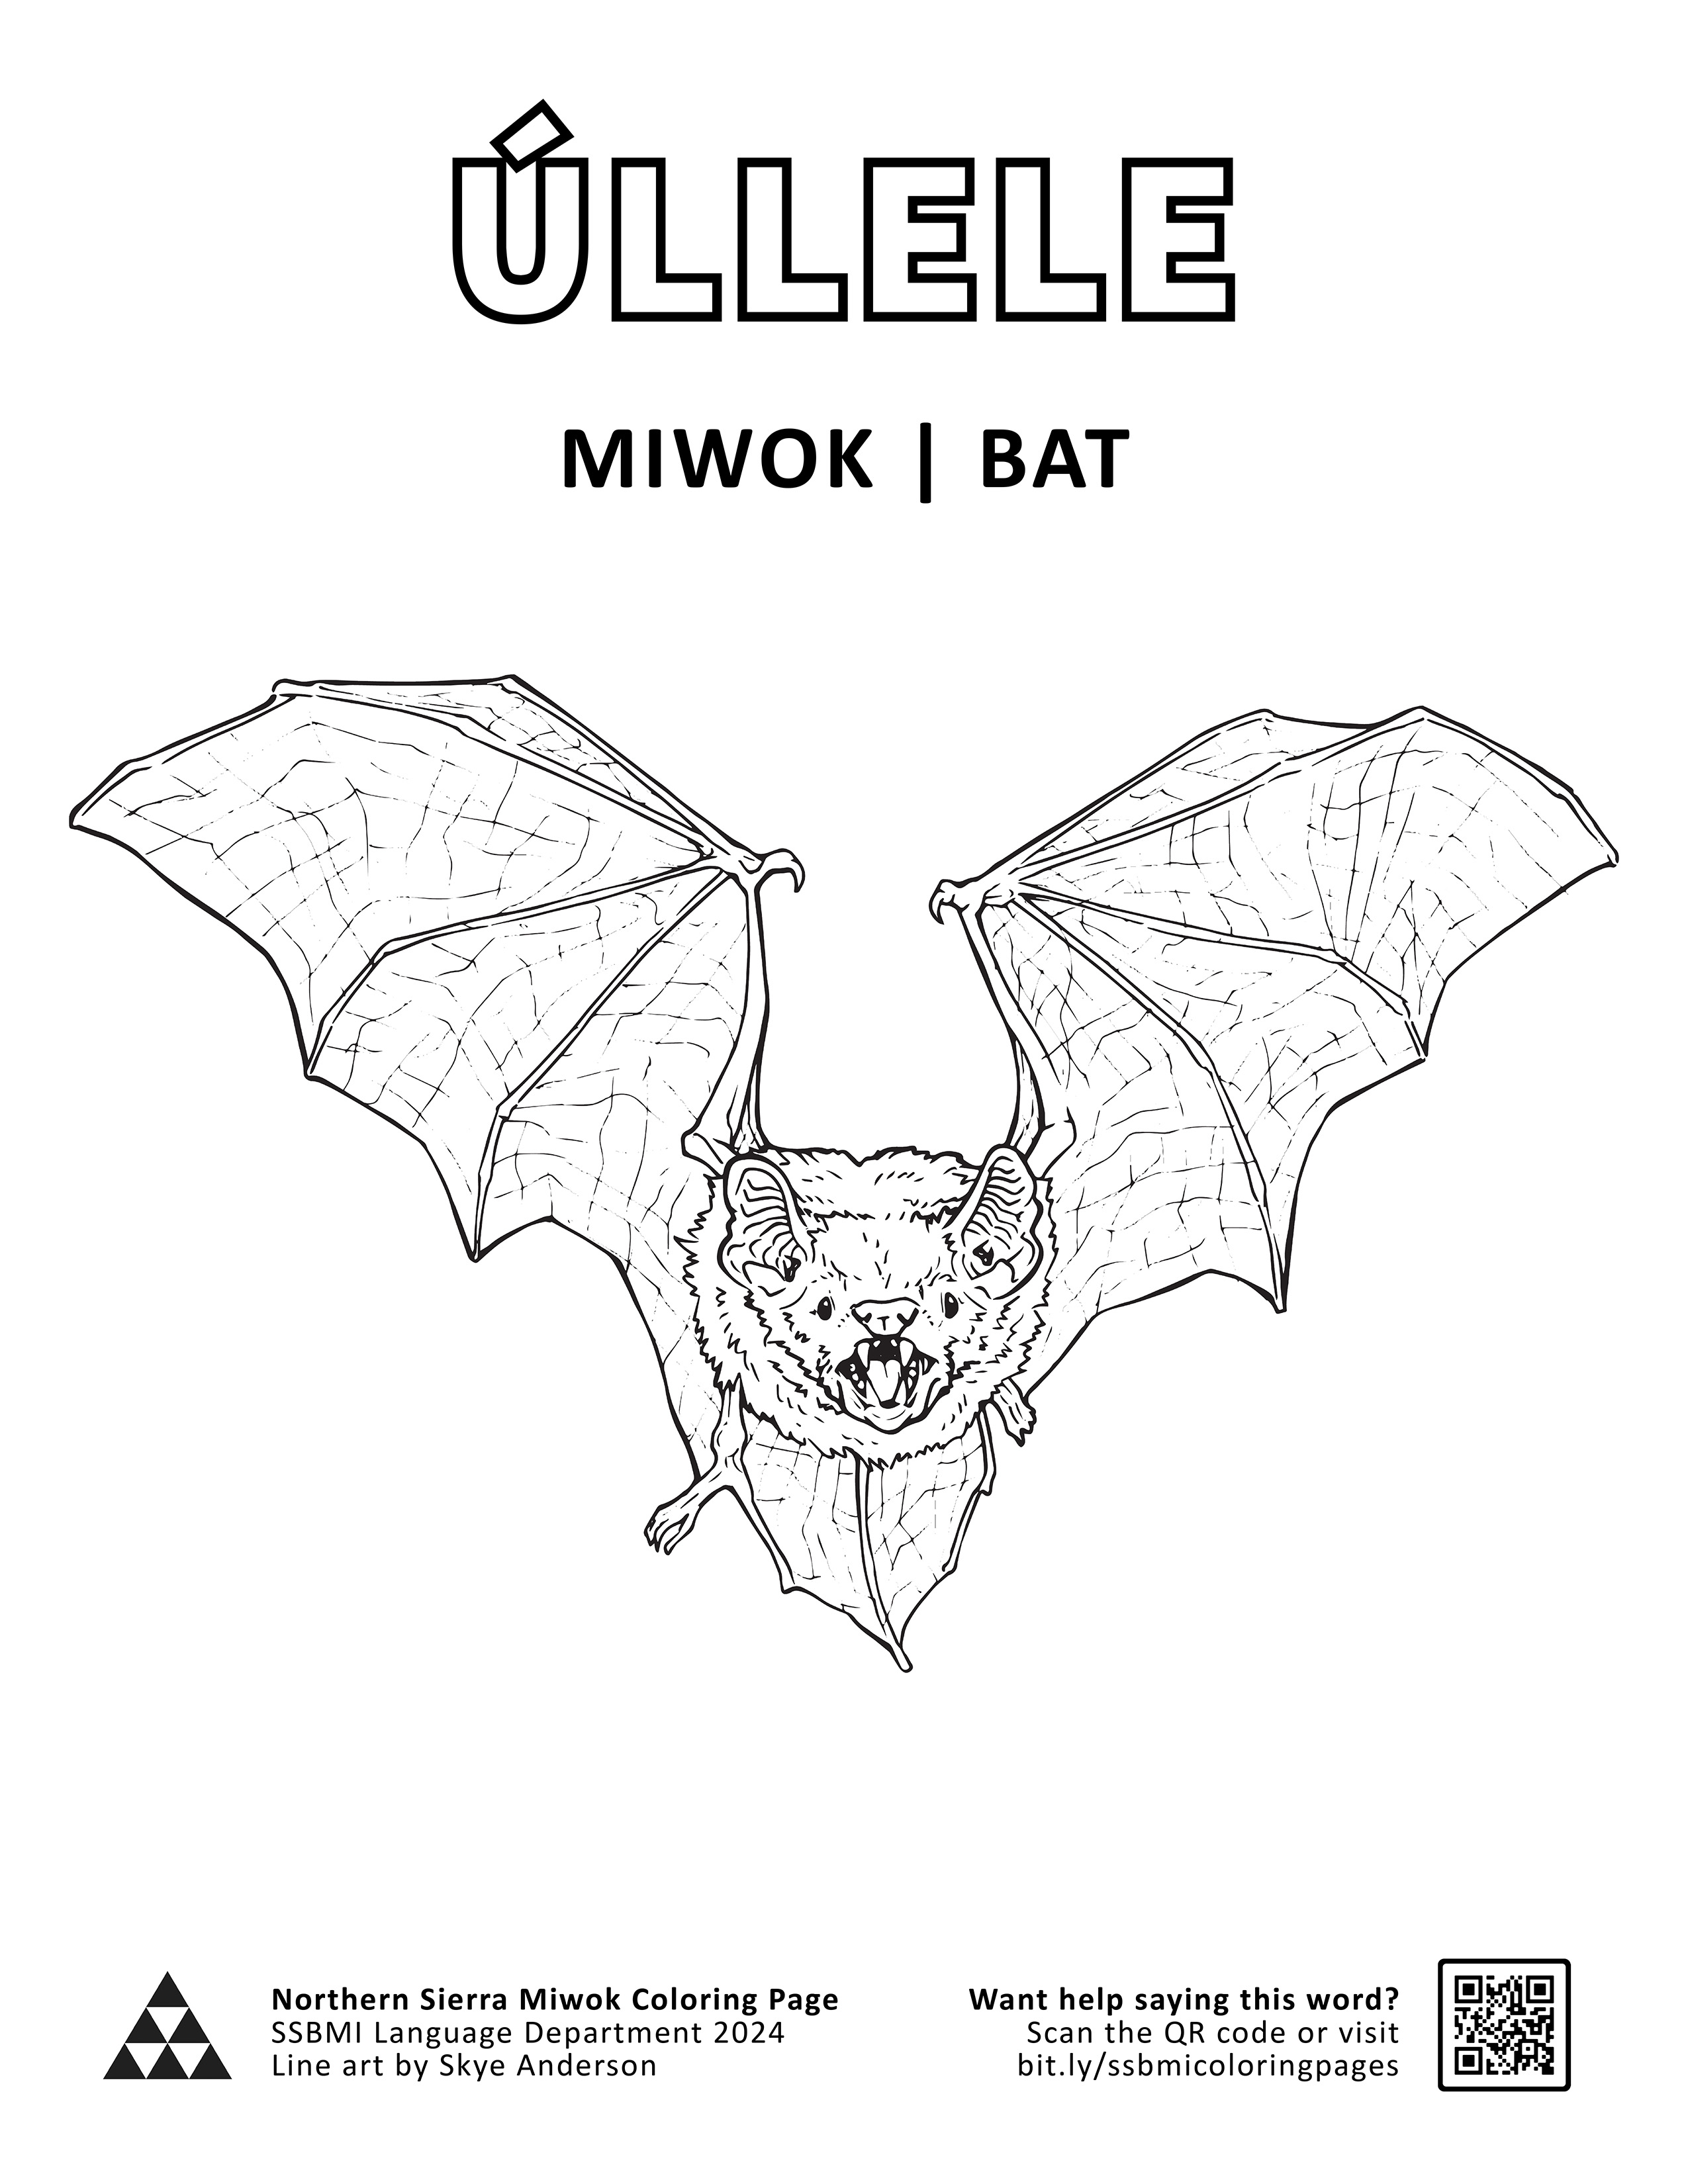 ÚLLELE
MIWOK | BAT
Northern Sierra Miwok Coloring Page
SSBMI Language Department 2024
Line art by Skye Anderson
Want help saying this word?
Scan the QR code or visit
bit.ly/ssbmicoloringpages